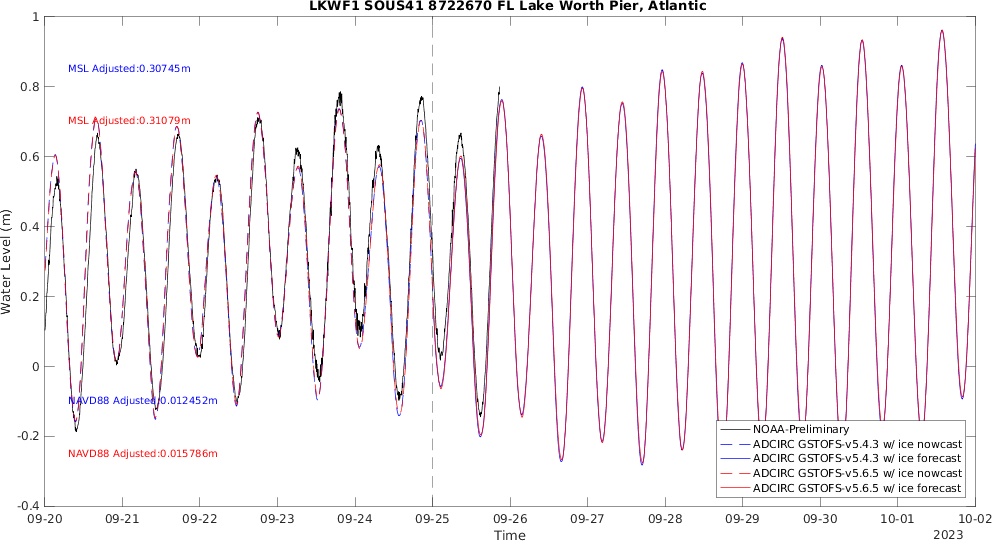 LKWF1 SOUS41 8722670 FL Lake Worth Pier, Atlantic
1
0.8
0.6
0.4
0.2
0
-0.2
-0.4
Water Level (m)
MSL Adjusted:0.30745m
MSL Adjusted:0.31079m
NAVD88 Adjusted:0.012452m
NAVD88 Adjusted:0.015786m
NOAA-Preliminary
ADCIRC GSTOFS-v5.4.3 w/ ice nowcast
ADCIRC GSTOFS-v5.4.3 w/ ice forecast
ADCIRC GSTOFS-v5.6.5 w/ ice nowcast
ADCIRC GSTOFS-v5.6.5 w/ ice forecast
09-20 09-21 09-22 09-23 09-24 09-25 09-26 09-27 09-28 09-29 09-30 10-01 10-02
Time
2023